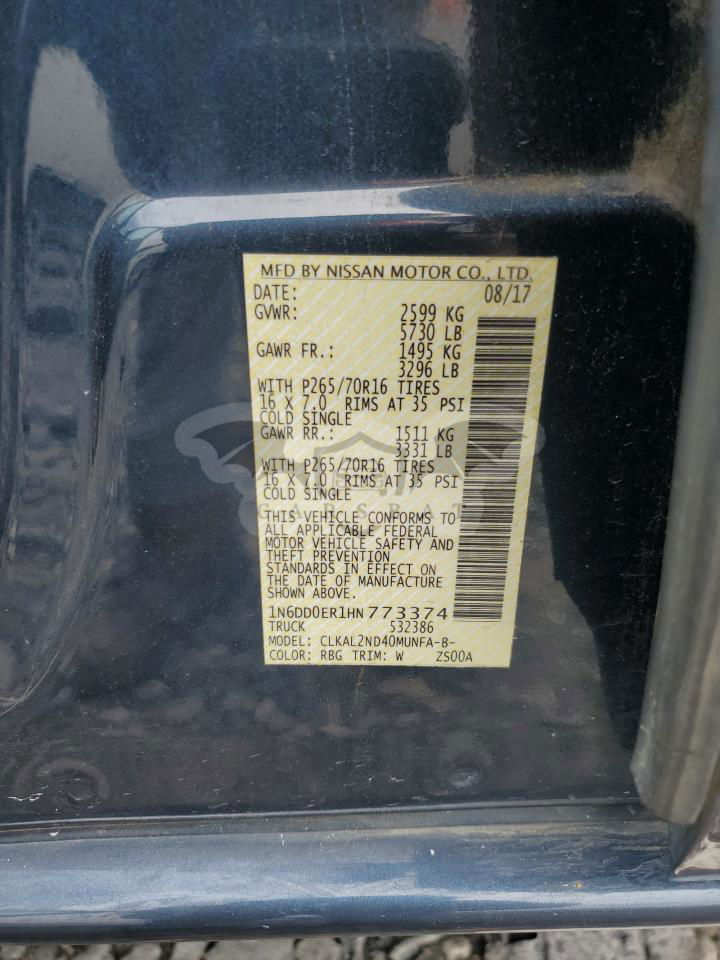 MFD BY NISSAN MOTOR CO., LTD.
DATE: 08/17
GVWR: 2599 KG
5730 LB
GAWR FR.: 1495 KG
3296 LB
WITH P265/70R16 TIRES
16 X 7.0 RIMS AT 35 PSI
COLD SINGLE
GAWR RR.: 1511 KG
3331 LB
WITH P265/70R16 TIRES
16 X RIMS AT 35 PSI
COLD SINGLE
THIS VEHICLE CONFORMS TO
ALL APPLICABLE FEDERAL
MOTOR VEHICLE SAFETY AND
THEFT PREVENTION
STANDARDS IN EFFECT ON
THE DATE OF MANUFACTURE
SHOWN ABOVE.
1N6DD0ER1HN773374
TRUCK 532386
MODEL: CLKAL2ND40MUNFA-B-
COLOR: RBG TRIM: W ZS00A